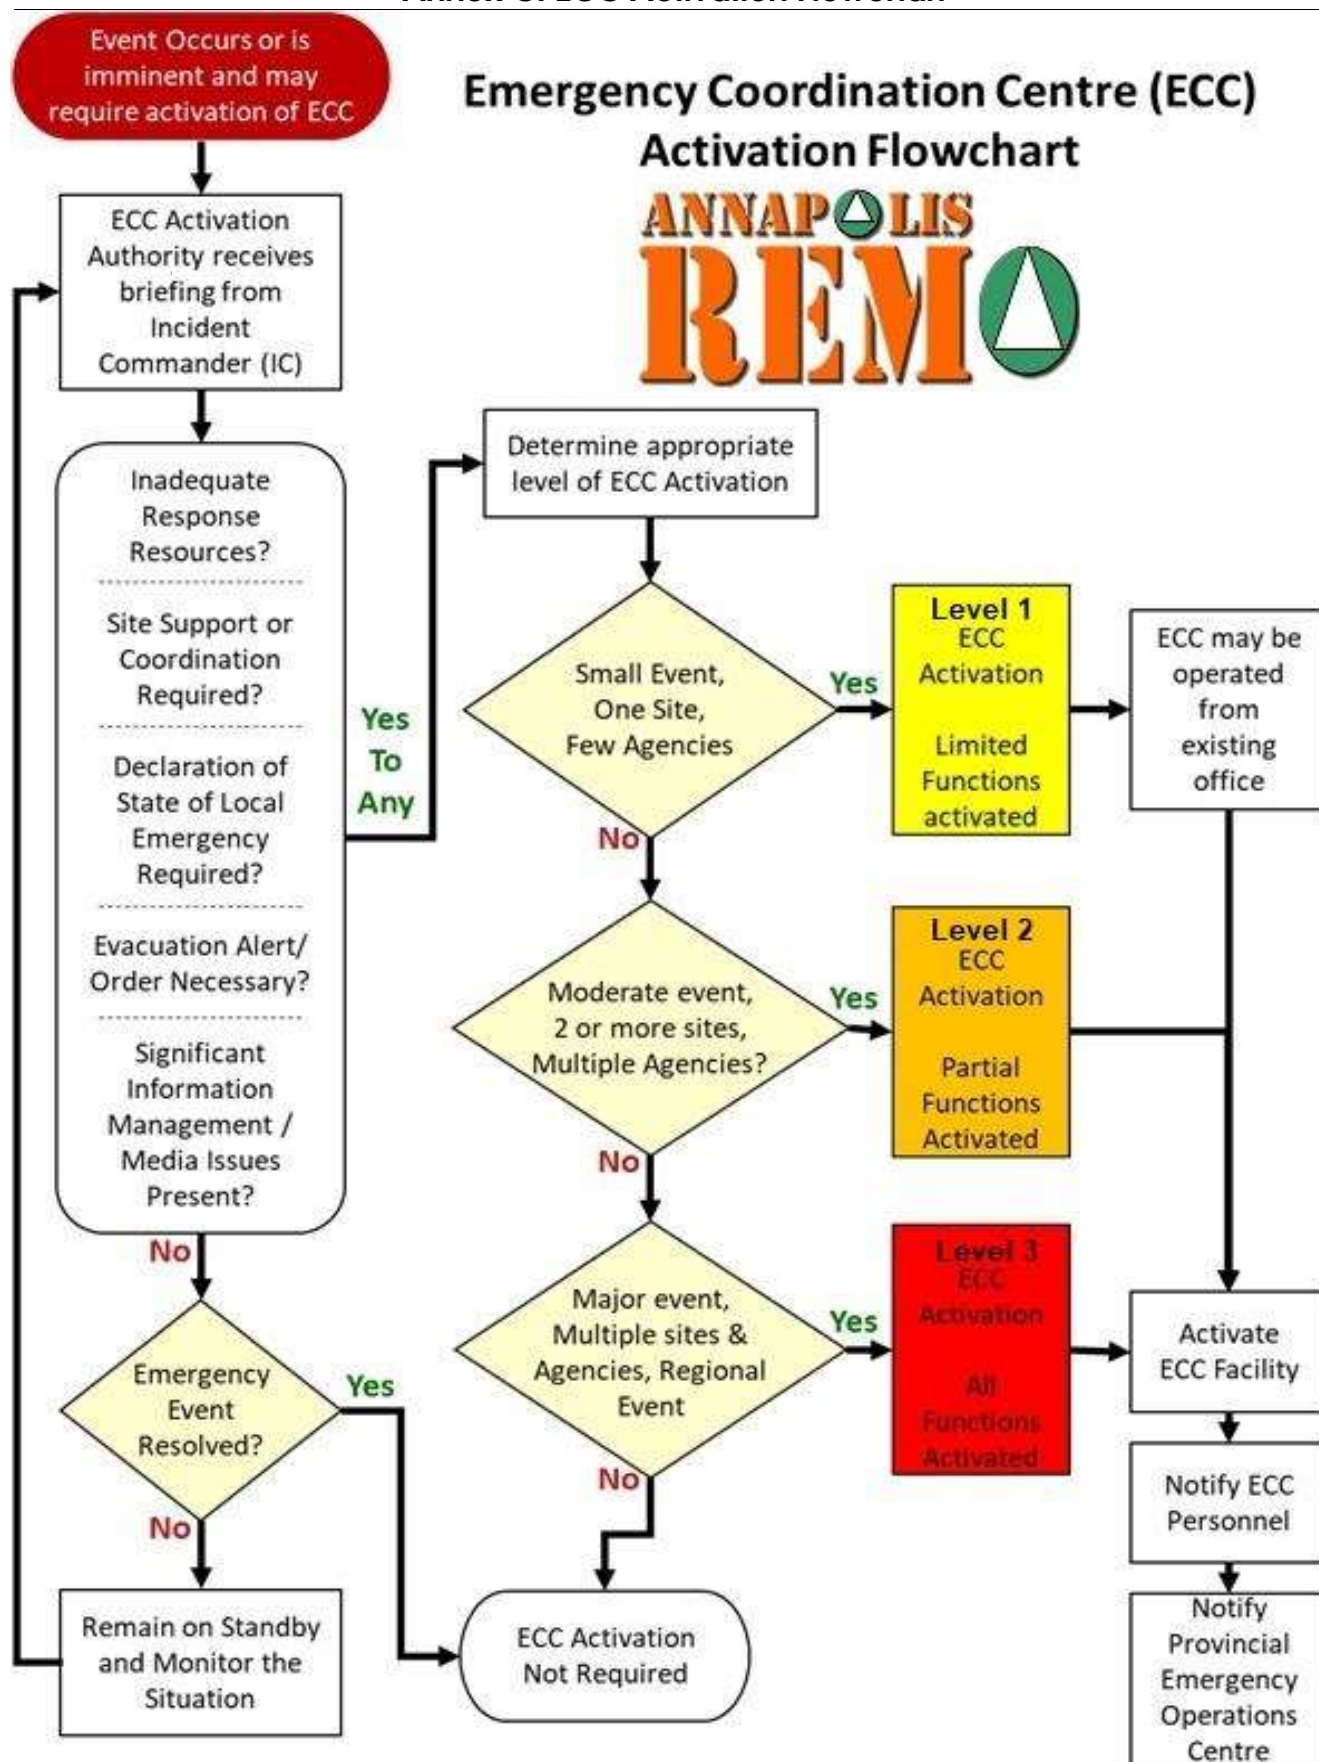 Event Occurs or is
imminent and may
require activation of ECC
Emergency Coordination Centre (ECC)
Activation Flowchart
ANNAPOLIS
REMO
ECC Activation
Authority receives
briefing from
Incident
Commander (IC)
Inadequate
Response
Resources?
Site Support or
Coordination
Required?
Declaration of
State of Local
Emergency
Required?
Evacuation Alert/
Order Necessary?
Significant
Information
Management /
Media Issues
Present?
Yes
To
Any
No
Emergency
Event
Resolved?
Yes
No
Remain on Standby
and Monitor the
Situation
Determine appropriate
level of ECC Activation
Small Event,
One Site,
Few Agencies
Yes
No
Level 1
ECC
Activation
Limited
Functions
activated
ECC may be
operated
from
existing
office
Moderate event,
2 or more sites,
Multiple Agencies?
Yes
No
Level 2
ECC
Activation
Partial
Functions
Activated
Major event,
Multiple sites &
Agencies, Regional
Event
Yes
No
Level 3
ECC
Activation
All
Functions
Activated
ECC Activation
Not Required
Activate
ECC Facility
Notify ECC
Personnel
Notify
Provincial
Emergency
Operations
Centre